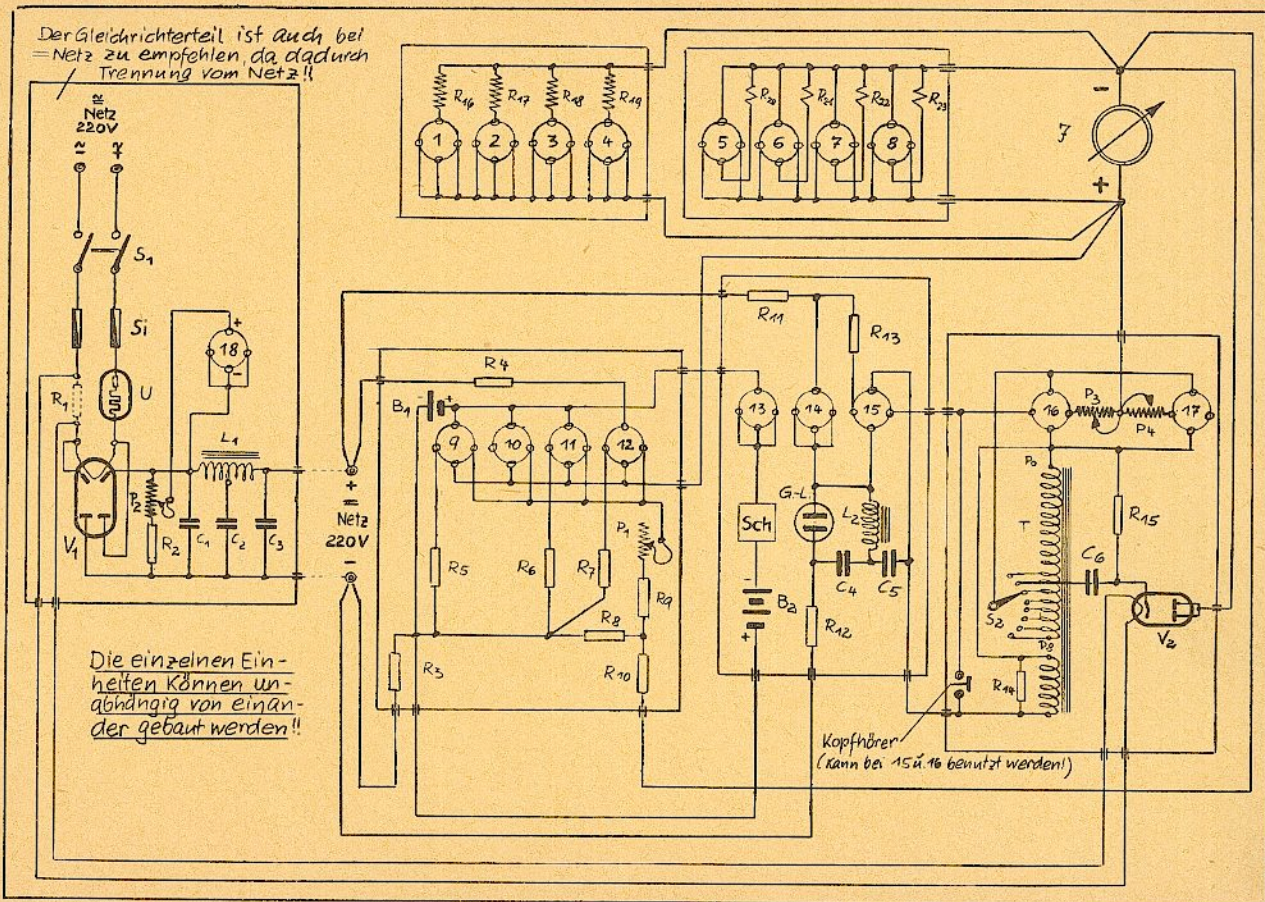 Der Gleichrichterteil ist auch bei
= Netz zu empfehlen, da dadurch
Trennung vom Netz!!
≅
Netz
220V
S1
Si
R1
U
18
+
-
L1
V1
P2
R2
C1
C2
C3
R16
R17
R18
R19
1
2
3
4
R20
R21
R22
R23
5
6
7
8
-
J
+
+
=
Netz
220V
-
R4
B1
+
9
10
11
12
R5
R6
R7
P1
R9
R8
R3
R10
R11
R13
13
14
15
G.-L.
L2
Sch
C4
C5
-
B2
+
R12
16
P3
P4
17
P0
T
R15
C6
S2
P8
V2
R14
Die einzelnen Ein-
heiten Können un-
abhängig von einan-
der gebaut werden!!
Kopfhörer
(Kann bei 15 u. 16 benutzt werden!)